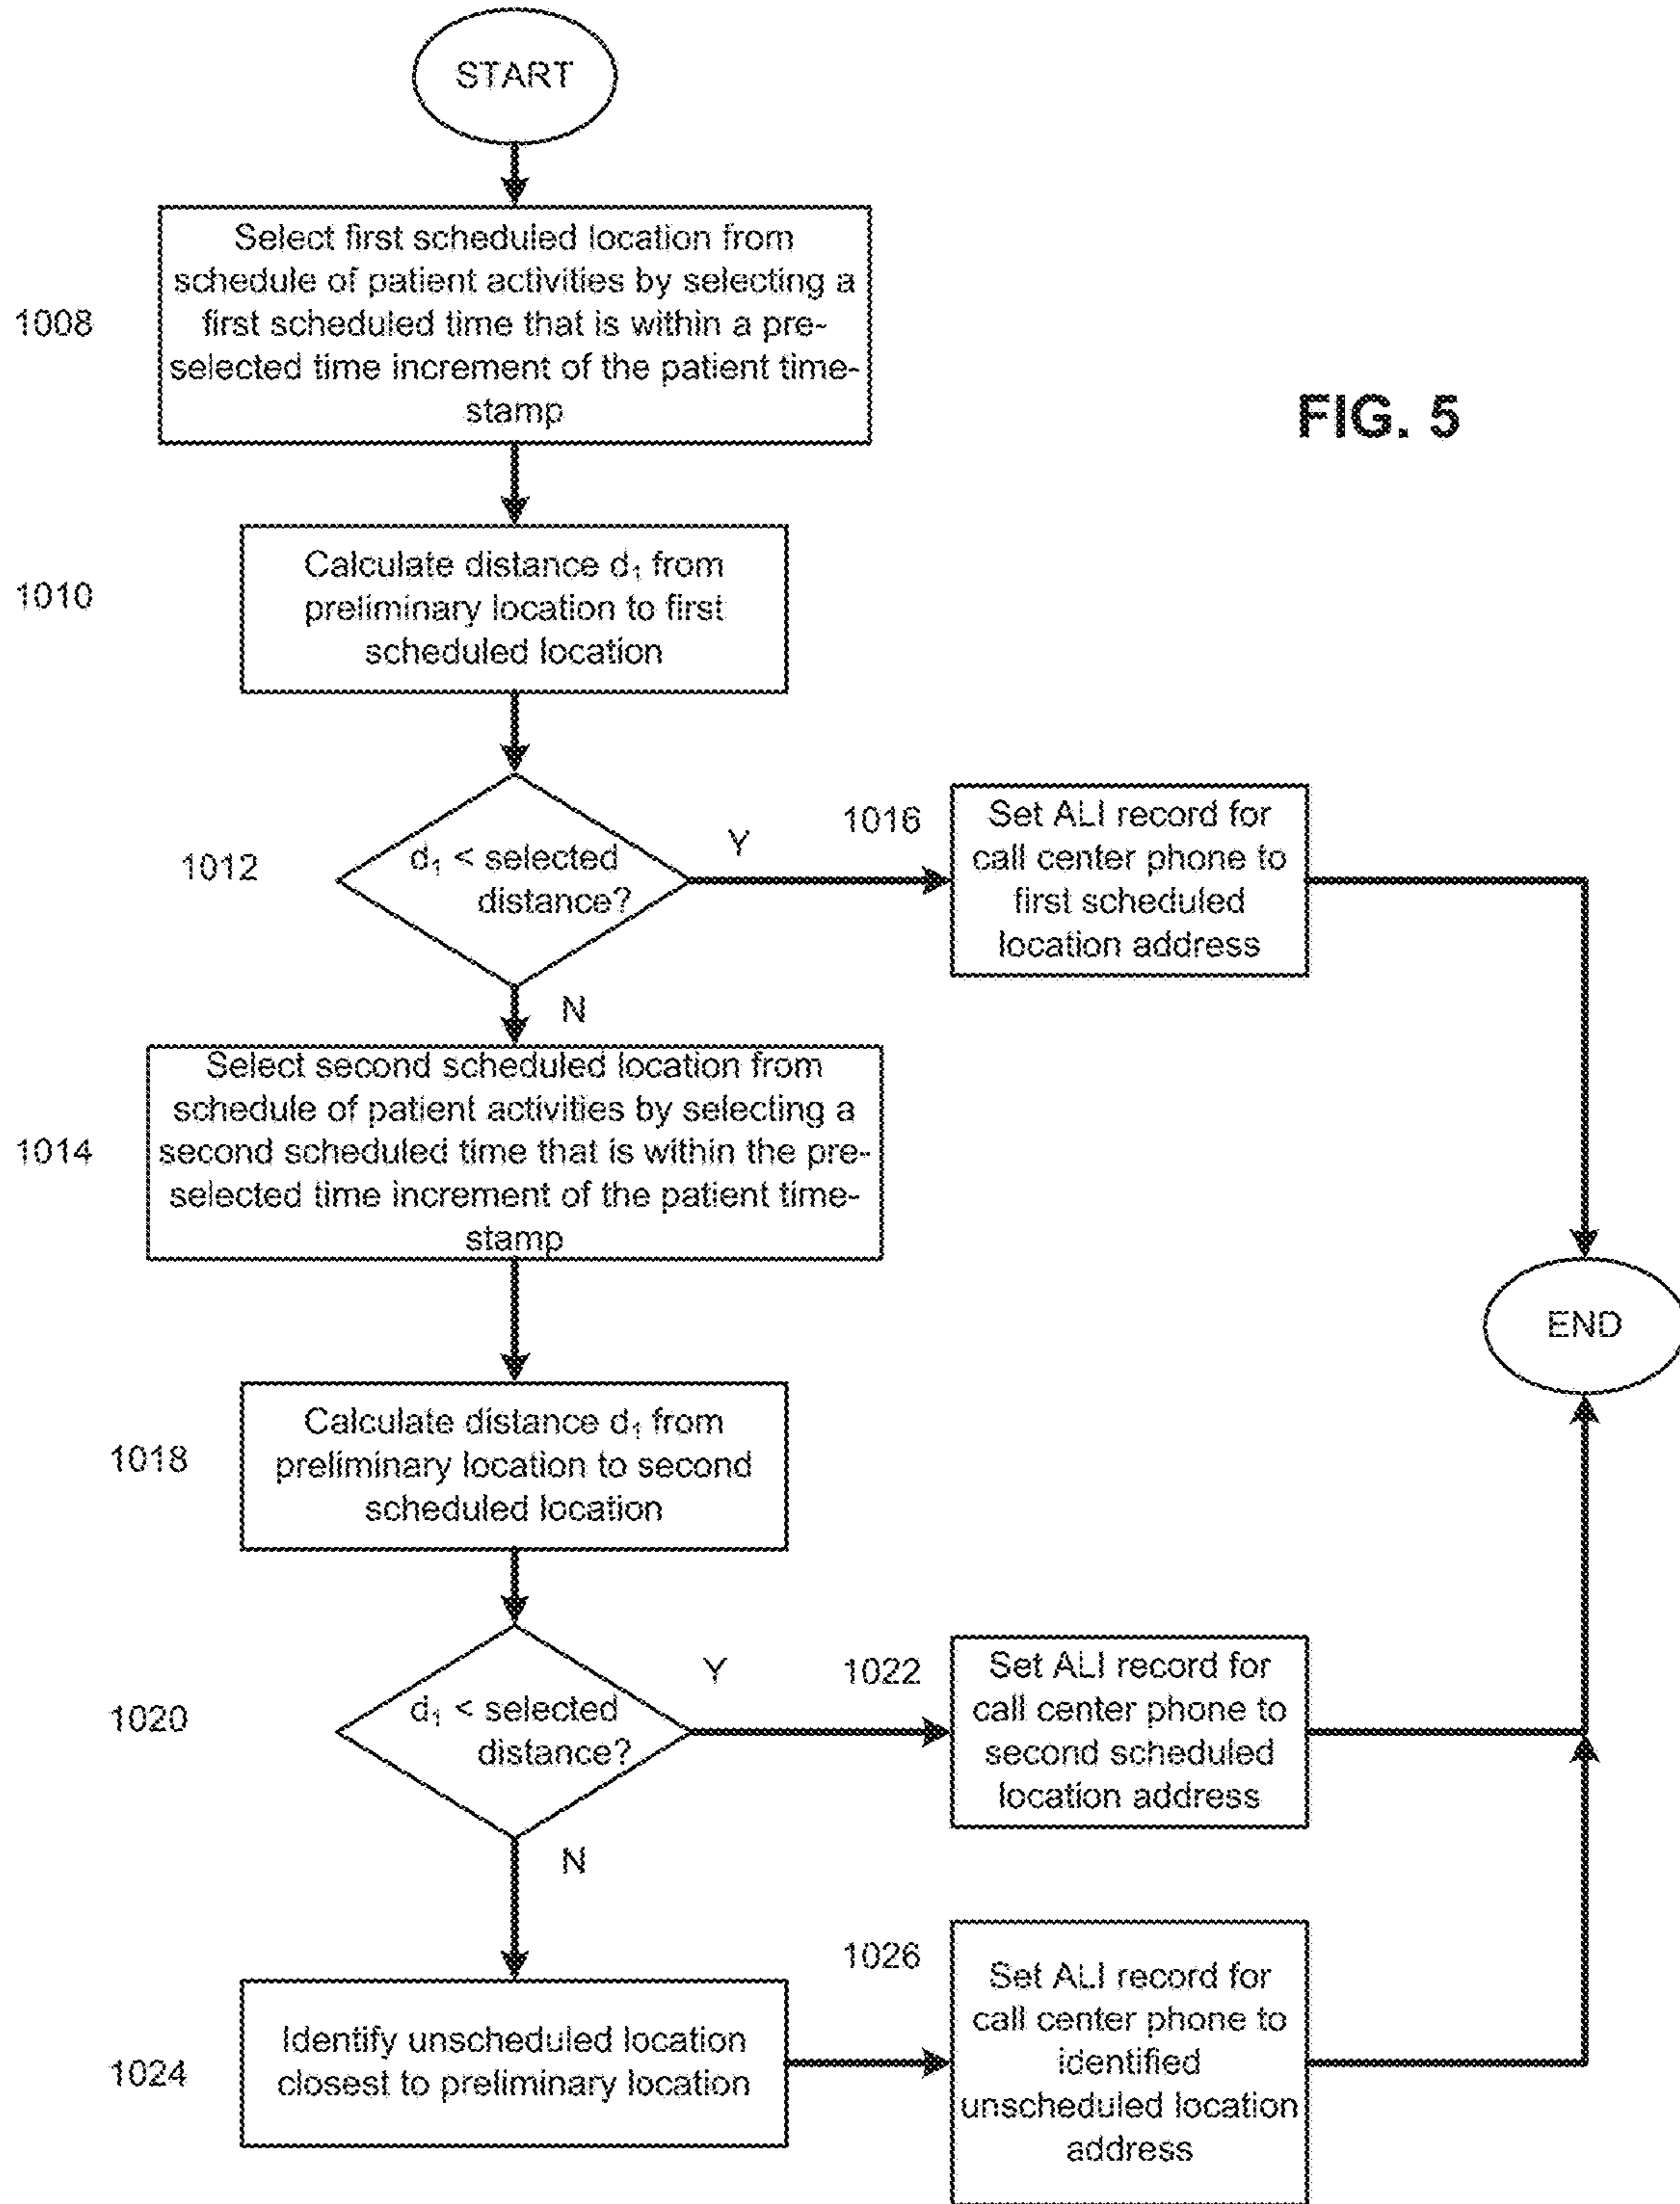 START
1008
Select first scheduled location from
schedule of patient activities by selecting a
first scheduled time that is within a pre-
selected time increment of the patient time-
stamp
FIG. 5
1010
Calculate distance d₁ from
preliminary location to first
scheduled location
1012
d₁ < selected
distance?
Y
N
1016
Set ALI record for
call center phone to
first scheduled
location address
1014
Select second scheduled location from
schedule of patient activities by selecting a
second scheduled time that is within the pre-
selected time increment of the patient time-
stamp
END
1018
Calculate distance d₁ from
preliminary location to second
scheduled location
1020
d₁ < selected
distance?
Y
N
1022
Set ALI record for
call center phone to
second scheduled
location address
1024
Identify unscheduled location
closest to preliminary location
1026
Set ALI record for
call center phone to
identified
unscheduled location
address